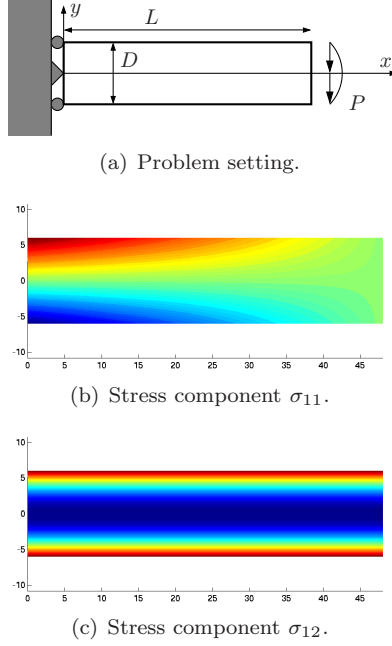 y
L
D
x
P
(a) Problem setting.
10
5
0
-5
-10
0 5 10 15 20 25 30 35 40 45
(b) Stress component σ₁₁.
10
5
0
-5
-10
0 5 10 15 20 25 30 35 40 45
(c) Stress component σ₁₂.